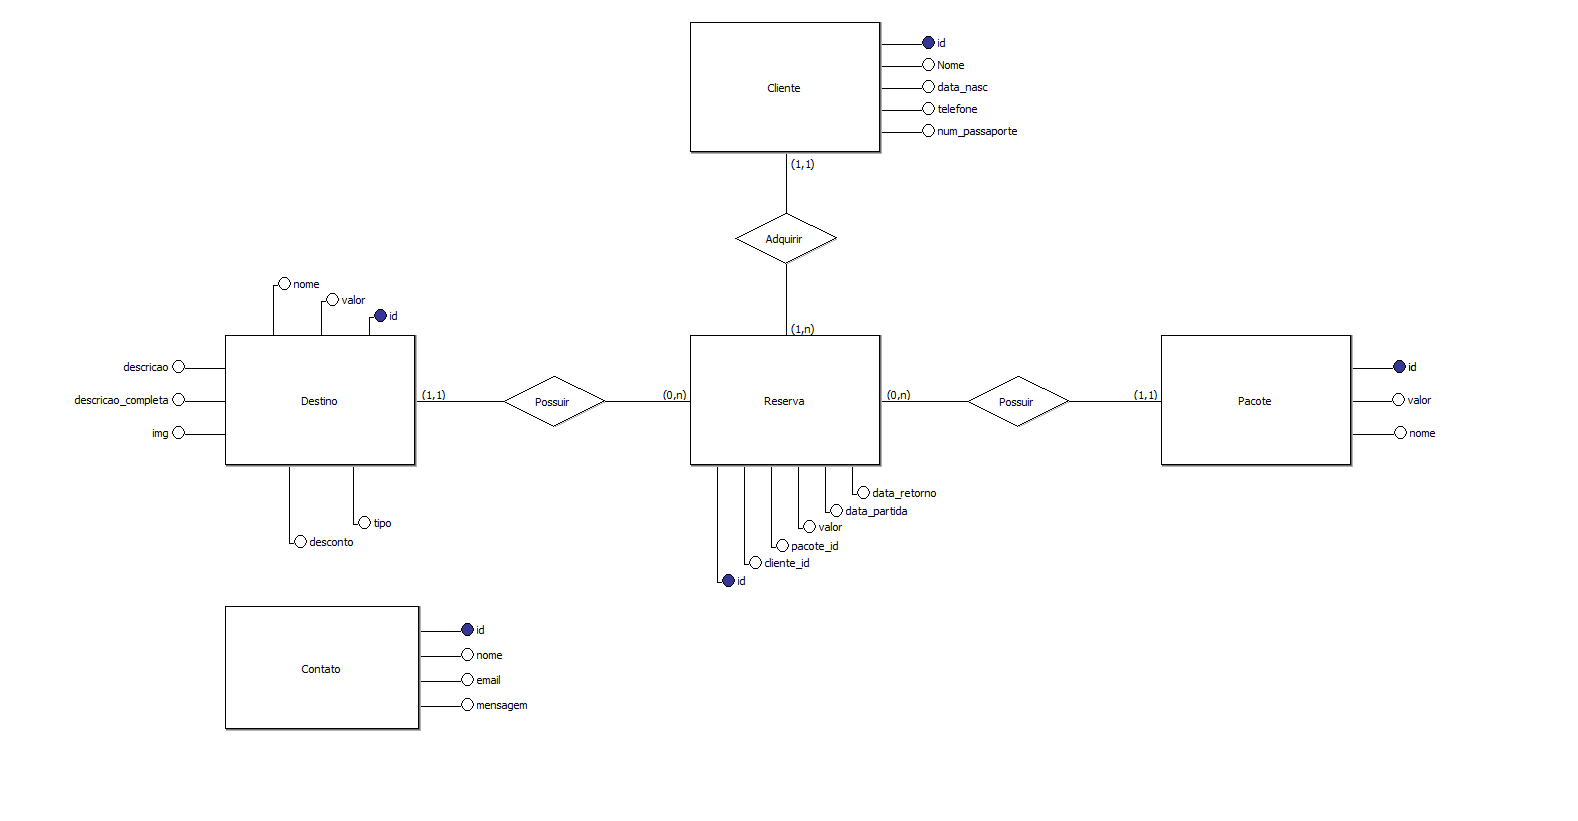 Cliente
id
Nome
data_nasc
telefone
num_passaporte
(1,1)
Adquirir
(1,n)
nome
valor
id
descricao
descricao_completa
img
Destino
tipo
desconto
(1,1)
Possuir
(0,n)
Reserva
data_retorno
data_partida
valor
pacote_id
cliente_id
id
(0,n)
Possuir
(1,1)
Pacote
id
valor
nome
Contato
id
nome
email
mensagem